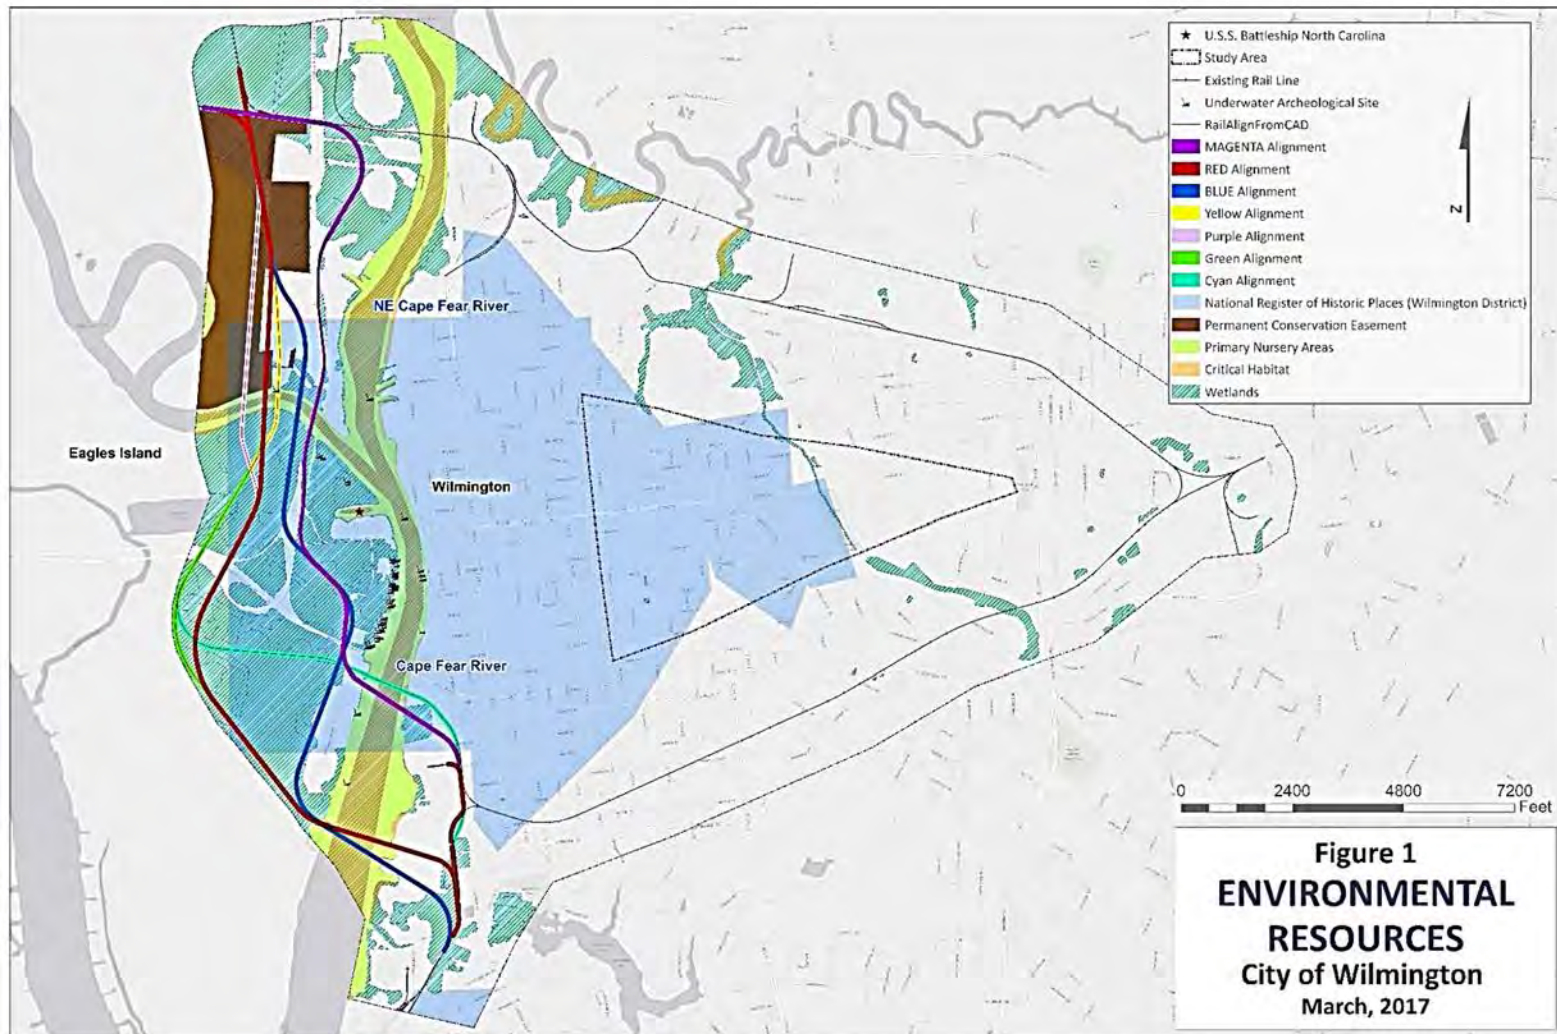 ★ U.S.S. Battleship North Carolina
Study Area
Existing Rail Line
Underwater Archeological Site
RailAlignFromCAD
MAGENTA Alignment
RED Alignment
BLUE Alignment
Yellow Alignment
Purple Alignment
Green Alignment
Cyan Alignment
National Register of Historic Places (Wilmington District)
Permanent Conservation Easement
Primary Nursery Areas
Critical Habitat
Wetlands
N
NE Cape Fear River
Eagles Island
Wilmington
Cape Fear River
0 2400 4800 7200
Feet
Figure 1
ENVIRONMENTAL
RESOURCES
City of Wilmington
March, 2017